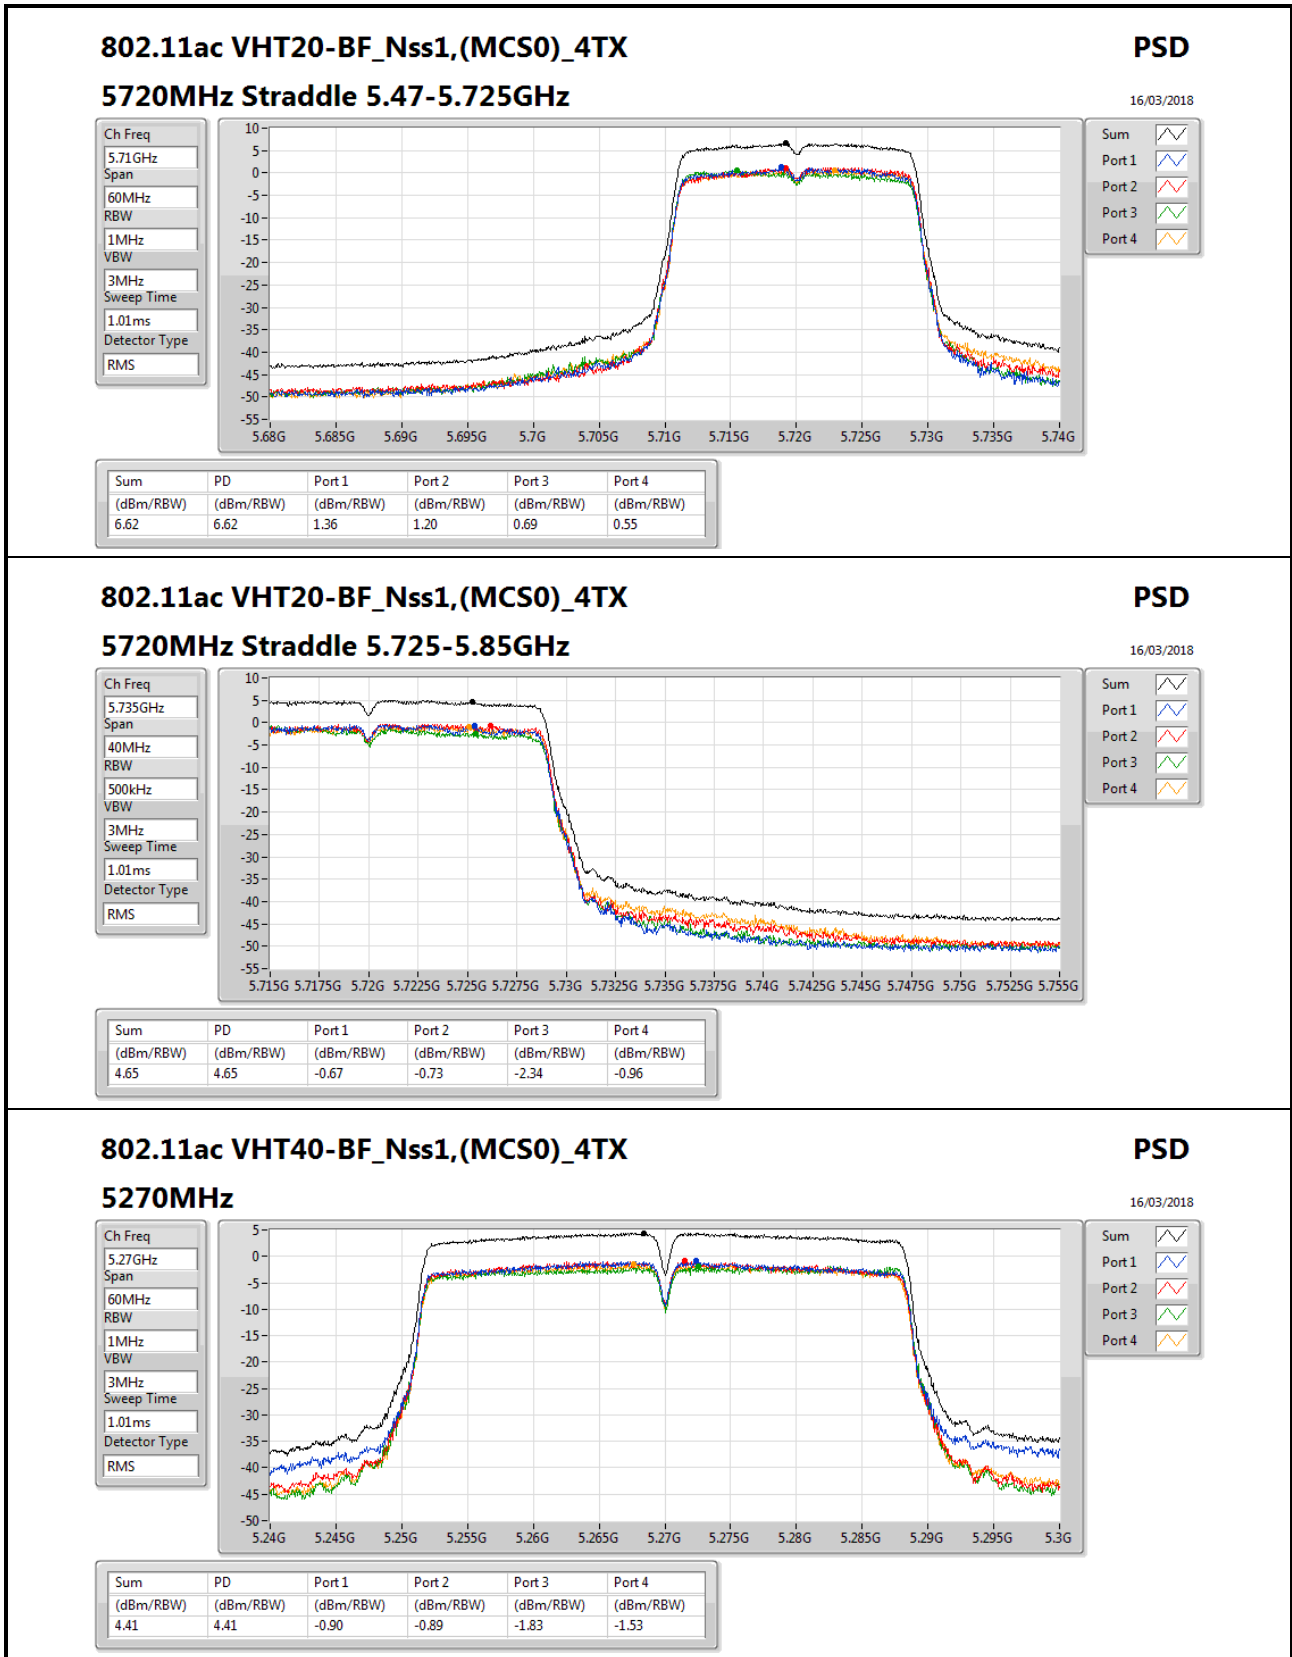 802.11ac VHT20-BF_Nss1,(MCS0)_4TX PSD
5720MHz Straddle 5.47-5.725GHz 16/03/2018
Ch Freq
5.71GHz
Span
60MHz
RBW
1MHz
VBW
3MHz
Sweep Time
1.01ms
Detector Type
RMS
10
5
0
-5
-10
-15
-20
-25
-30
-35
-40
-45
-50
-55
5.68G 5.685G 5.69G 5.695G 5.7G 5.705G 5.71G 5.715G 5.72G 5.725G 5.73G 5.735G 5.74G
Sum
Port 1
Port 2
Port 3
Port 4
Sum PD Port 1 Port 2 Port 3 Port 4
(dBm/RBW) (dBm/RBW) (dBm/RBW) (dBm/RBW) (dBm/RBW) (dBm/RBW)
6.62 6.62 1.36 1.20 0.69 0.55
802.11ac VHT20-BF_Nss1,(MCS0)_4TX PSD
5720MHz Straddle 5.725-5.85GHz 16/03/2018
Ch Freq
5.735GHz
Span
40MHz
RBW
500kHz
VBW
3MHz
Sweep Time
1.01ms
Detector Type
RMS
10
5
0
-5
-10
-15
-20
-25
-30
-35
-40
-45
-50
-55
5.715G 5.7175G 5.72G 5.7225G 5.725G 5.7275G 5.73G 5.7325G 5.735G 5.7375G 5.74G 5.7425G 5.745G 5.7475G 5.75G 5.7525G 5.755G
Sum
Port 1
Port 2
Port 3
Port 4
Sum PD Port 1 Port 2 Port 3 Port 4
(dBm/RBW) (dBm/RBW) (dBm/RBW) (dBm/RBW) (dBm/RBW) (dBm/RBW)
4.65 4.65 -0.67 -0.73 -2.34 -0.96
802.11ac VHT40-BF_Nss1,(MCS0)_4TX PSD
5270MHz 16/03/2018
Ch Freq
5.27GHz
Span
60MHz
RBW
1MHz
VBW
3MHz
Sweep Time
1.01ms
Detector Type
RMS
5
0
-5
-10
-15
-20
-25
-30
-35
-40
-45
-50
5.24G 5.245G 5.25G 5.255G 5.26G 5.265G 5.27G 5.275G 5.28G 5.285G 5.29G 5.295G 5.3G
Sum
Port 1
Port 2
Port 3
Port 4
Sum PD Port 1 Port 2 Port 3 Port 4
(dBm/RBW) (dBm/RBW) (dBm/RBW) (dBm/RBW) (dBm/RBW) (dBm/RBW)
4.41 4.41 -0.90 -0.89 -1.83 -1.53